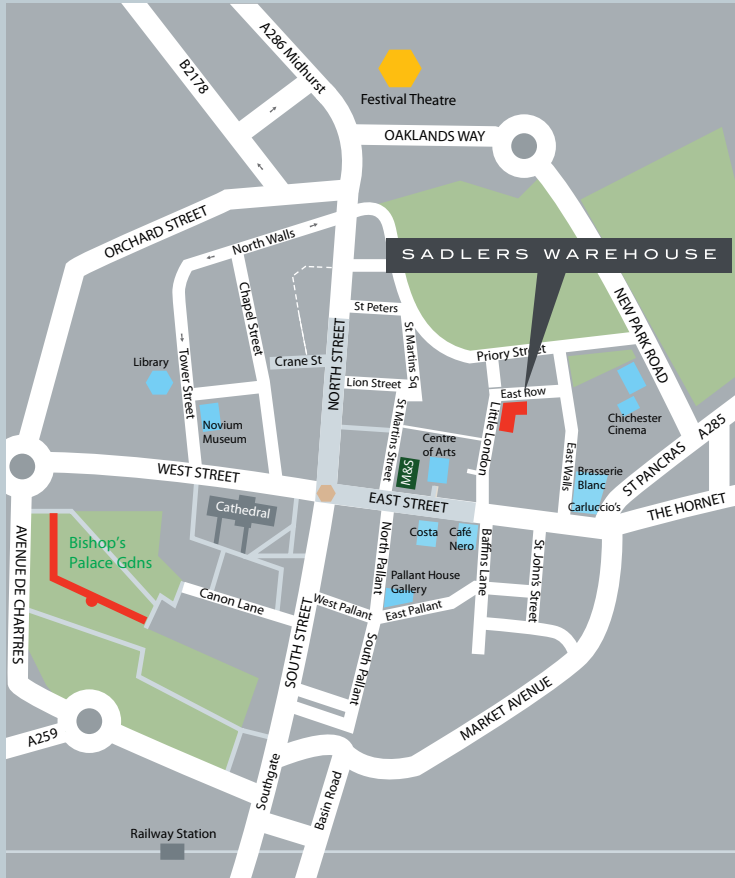 A286 Midhurst
B2178
Festival Theatre
OAKLANDS WAY
ORCHARD STREET
North Walls
SADLERS WAREHOUSE
Chapel Street
St Peters
NORTH STREET
St Martins Sq
NEW PARK ROAD
Priory Street
Tower Street
Library
Crane St
Lion Street
East Row
Little London
Novium
Museum
St Martins Street
Centre
of Arts
Chichester
Cinema
A285
East Walls
ST PANCRAS
WEST STREET
M&S
Brasserie
Blanc
Carluccio's
THE HORNET
EAST STREET
Cathedral
AVENUE DE CHARTRES
Bishop's
Palace Gdns
Costa
Café
Nero
North Pallant
Baffins Lane
St John's Street
Pallant House
Gallery
Canon Lane
West Pallant
East Pallant
SOUTH STREET
South Pallant
MARKET AVENUE
A259
Southgate
Basin Road
Railway Station